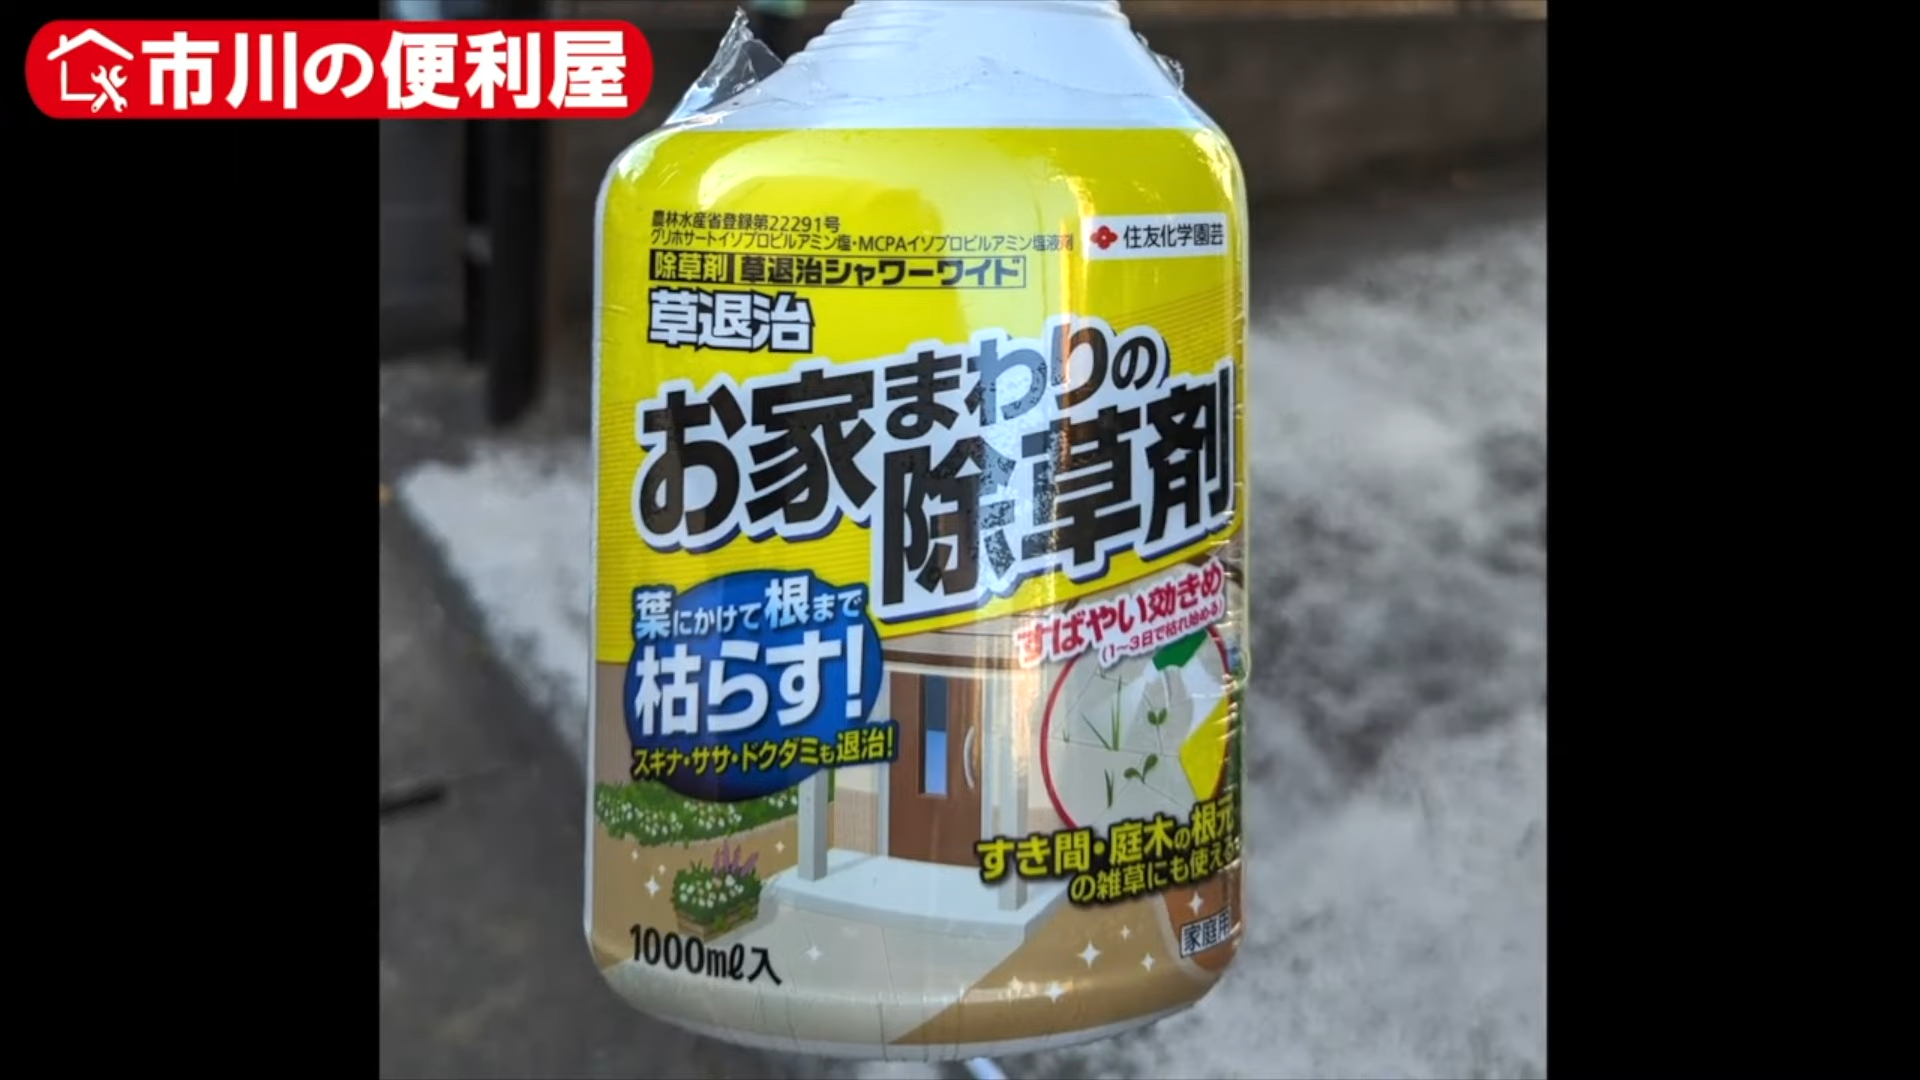 市川の便利屋
農林水産省登録第22291号
グリホサートイソプロピルアミン塩・MCPAイソプロピルアミン塩液剤
住友化学園芸
除草剤 草退治シャワーワイド
草退治
お家まわりの
除草剤
葉にかけて根まで
枯らす!
スギナ・ササ・ドクダミも退治!
すばやい効きめ
(1〜3日で枯れ始める)
すき間・庭木の根元
の雑草にも使える
家庭用
1000mℓ入